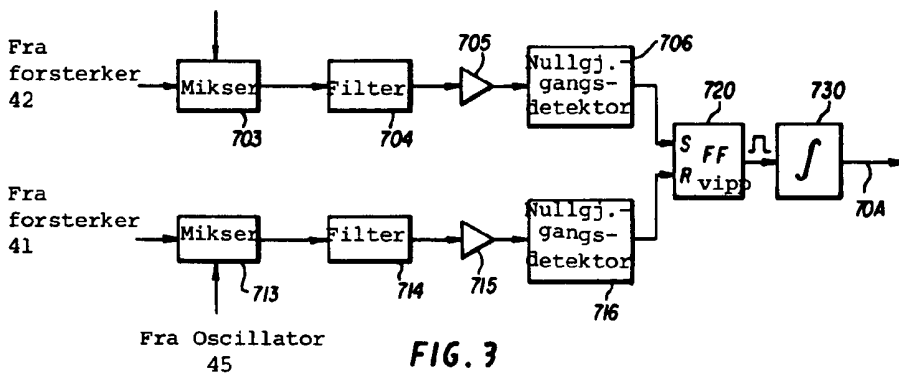 705
706
Fra
forsterker
42
Mikser
703
Filter
704
Nullgj.-
gangs-
detektor
720
730
S
FF
R
vipp
∫
70A
Fra
forsterker
41
Mikser
713
Filter
714
715
Nullgj.-
gangs-
detektor
716
Fra Oscillator
45
FIG. 3